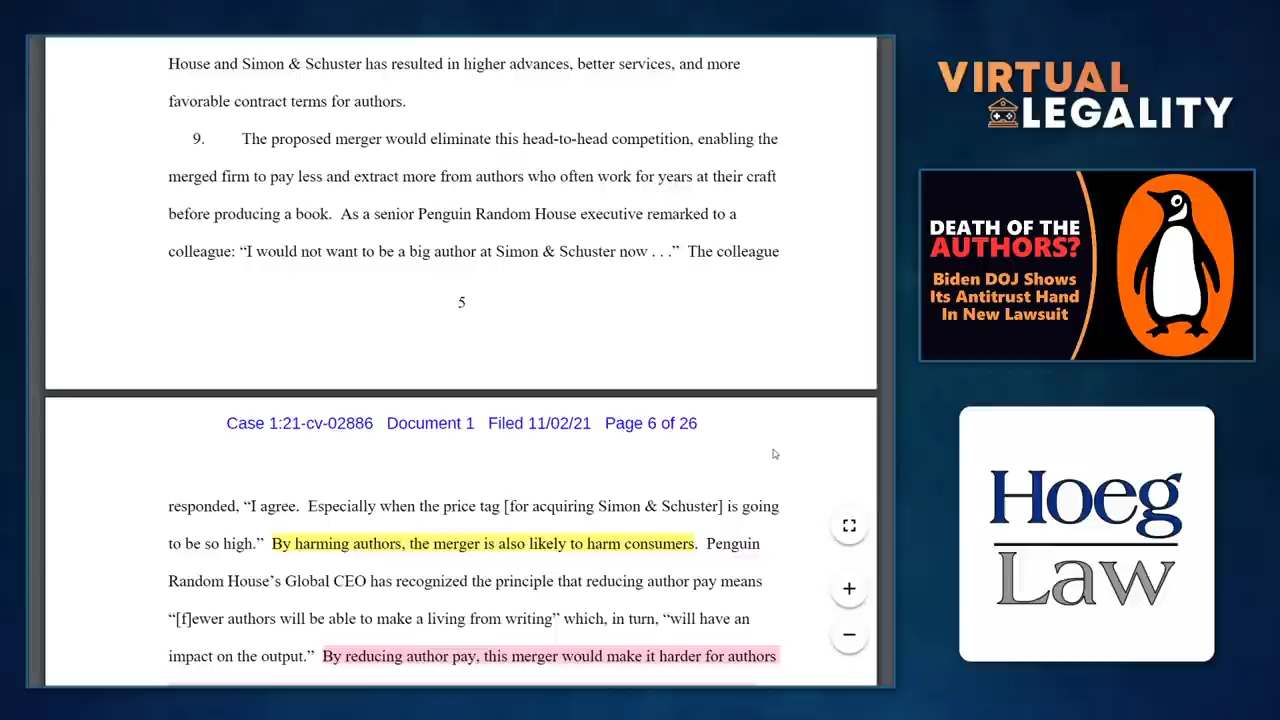 House and Simon & Schuster has resulted in higher advances, better services, and more
favorable contract terms for authors.
9. The proposed merger would eliminate this head-to-head competition, enabling the
merged firm to pay less and extract more from authors who often work for years at their craft
before producing a book. As a senior Penguin Random House executive remarked to a
colleague: “I would not want to be a big author at Simon & Schuster now . . .” The colleague
5
Case 1:21-cv-02886 Document 1 Filed 11/02/21 Page 6 of 26
responded, “I agree. Especially when the price tag [for acquiring Simon & Schuster] is going
to be so high.” By harming authors, the merger is also likely to harm consumers. Penguin
Random House’s Global CEO has recognized the principle that reducing author pay means
“[f]ewer authors will be able to make a living from writing” which, in turn, “will have an
impact on the output.” By reducing author pay, this merger would make it harder for authors
VIRTUAL
LEGALITY
DEATH OF THE
AUTHORS?
Biden DOJ Shows
Its Antitrust Hand
In New Lawsuit
Hoeg
Law